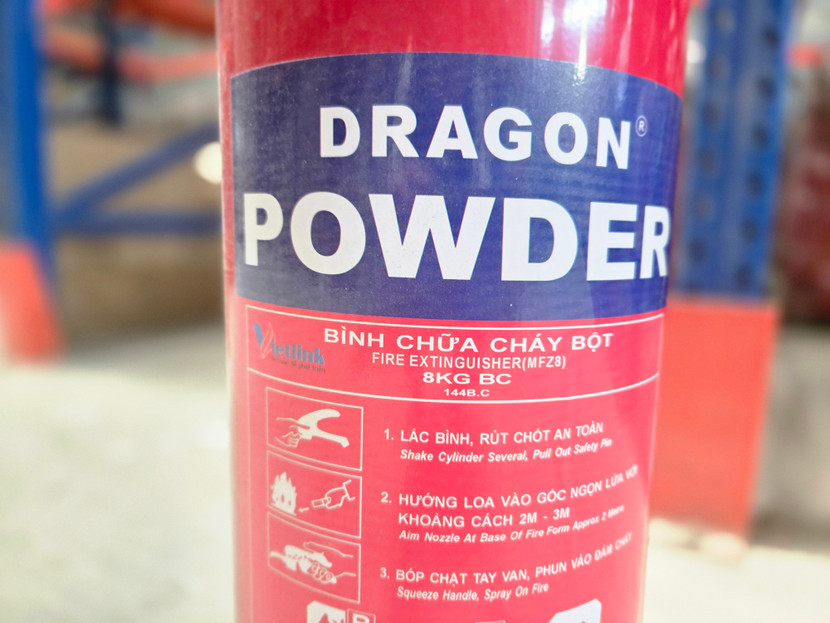 DRAGON®
POWDER
Vietlink
BÌNH CHỮA CHÁY BỘT
FIRE EXTINGUISHER(MFZ8)
8KG BC
144B.C
1. LẮC BÌNH, RÚT CHỐT AN TOÀN
Shake Cylinder Several, Pull Out Safety Pin
2. HƯỚNG LOA VÀO GỐC NGỌN LỬA VỚI
KHOẢNG CÁCH 2M - 3M
Aim Nozzle At Base Of Fire Form Approx 2 Metre
3. BÓP CHẶT TAY VAN, PHUN VÀO ĐÁM CHÁY
Squeeze Handle, Spray On Fire